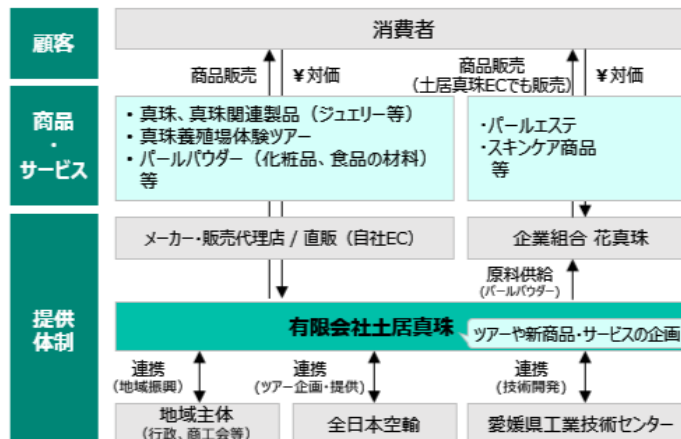 顧客
消費者
商品販売
¥対価
商品販売
(土居真珠ECでも販売)
¥対価
商品
・
サービス
・真珠、真珠関連製品（ジュエリー等）
・真珠養殖場体験ツアー
・パールパウダー（化粧品、食品の材料）
等
・パールエステ
・スキンケア商品
等
提供
体制
メーカー・販売代理店 / 直販（自社EC）
企業組合 花真珠
原料供給
(パールパウダー)
有限会社土居真珠
ツアーや新商品・サービスの企画
連携
(地域振興)
連携
(ツアー企画・提供)
連携
(技術開発)
地域主体
(行政、商工会等)
全日本空輸
愛媛県工業技術センター